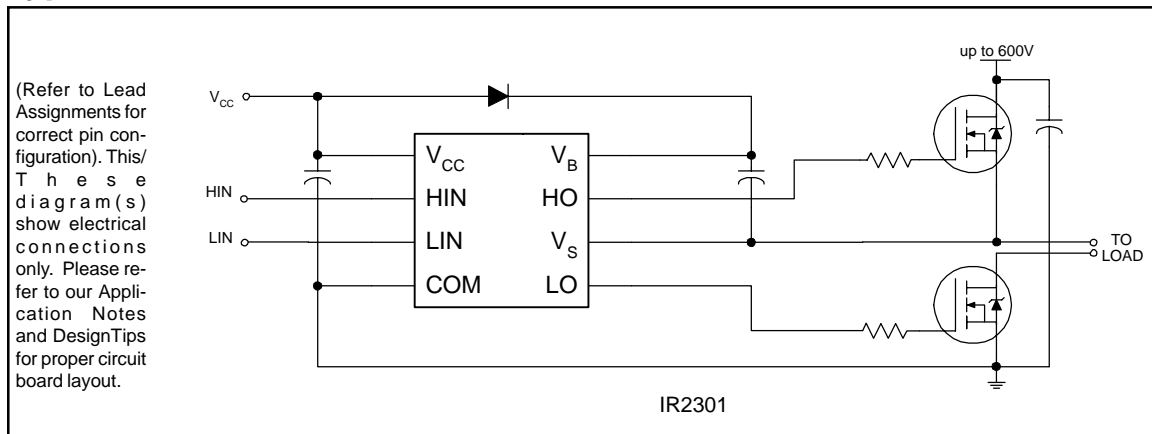 (Refer to Lead
Assignments for
correct pin con-
figuration). This/
T h e s e
diagram(s)
show electrical
connections
only. Please re-
fer to our Appli-
cation Notes
and DesignTips
for proper circuit
board layout.
up to 600V
VCC
VCC VB
HIN HIN HO
LIN LIN VS
COM LO
TO
LOAD
IR2301